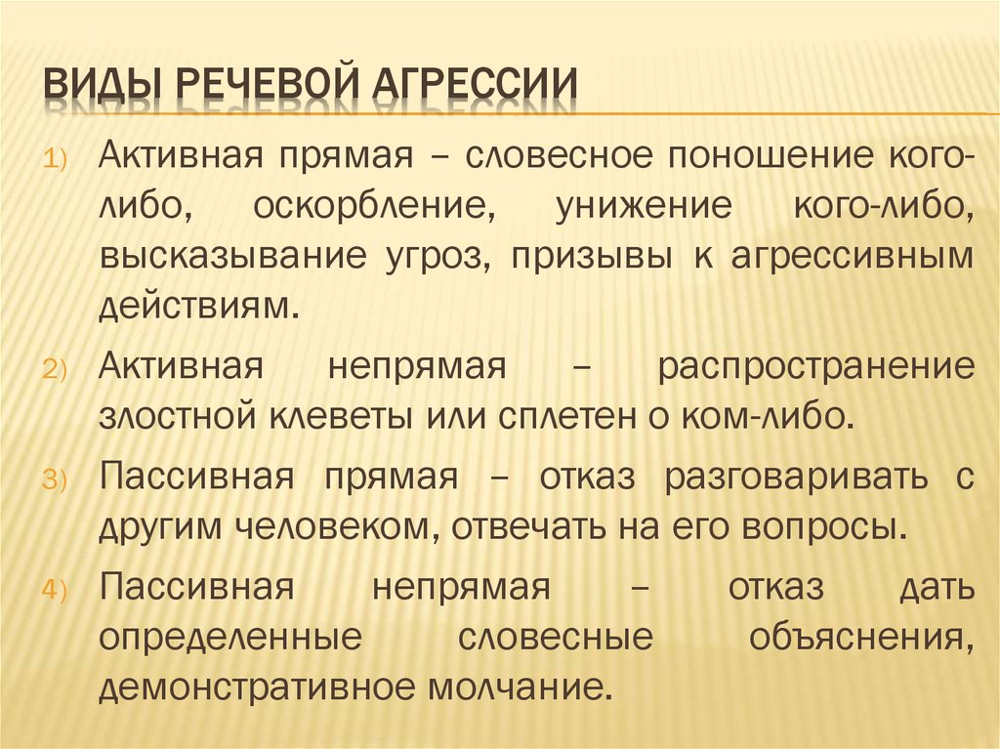 ВИДЫ РЕЧЕВОЙ АГРЕССИИ
1) Активная прямая – словесное поношение кого-
либо, оскорбление, унижение кого-либо,
высказывание угроз, призывы к агрессивным
действиям.
2) Активная непрямая – распространение
злостной клеветы или сплетен о ком-либо.
3) Пассивная прямая – отказ разговаривать с
другим человеком, отвечать на его вопросы.
4) Пассивная непрямая – отказ дать
определенные словесные объяснения,
демонстративное молчание.